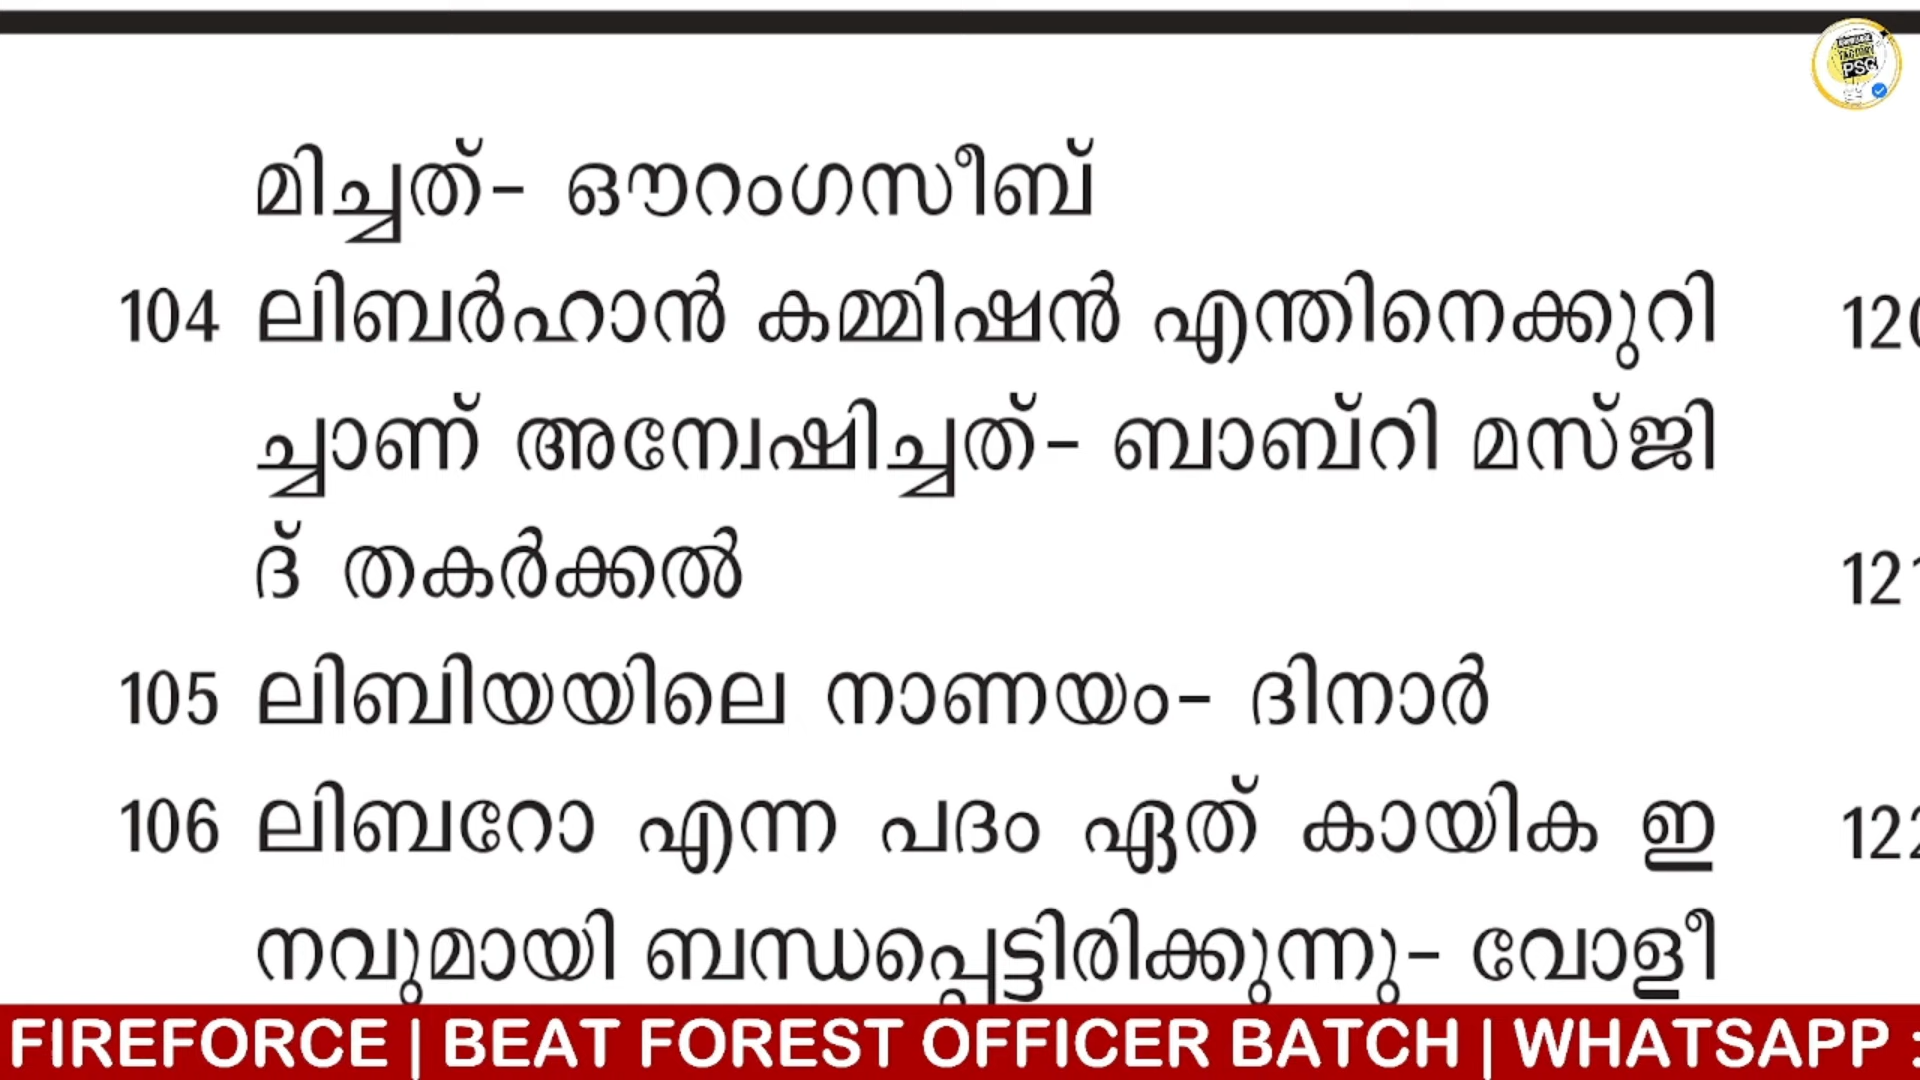 മിച്ചത്- ഔറംഗസീബ്
104 ലിബർഹാൻ കമ്മിഷൻ എന്തിനെക്കുറി
ച്ചാണ് അന്വേഷിച്ചത്- ബാബ്റി മസ്ജി
ദ് തകർക്കൽ
105 ലിബിയയിലെ നാണയം- ദിനാർ
106 ലിബറോ എന്ന പദം ഏത് കായിക ഇ
നവുമായി ബന്ധപ്പെട്ടിരിക്കുന്നു- വോളീ
122
FIREFORCE | BEAT FOREST OFFICER BATCH | WHATSAPP :
PSC